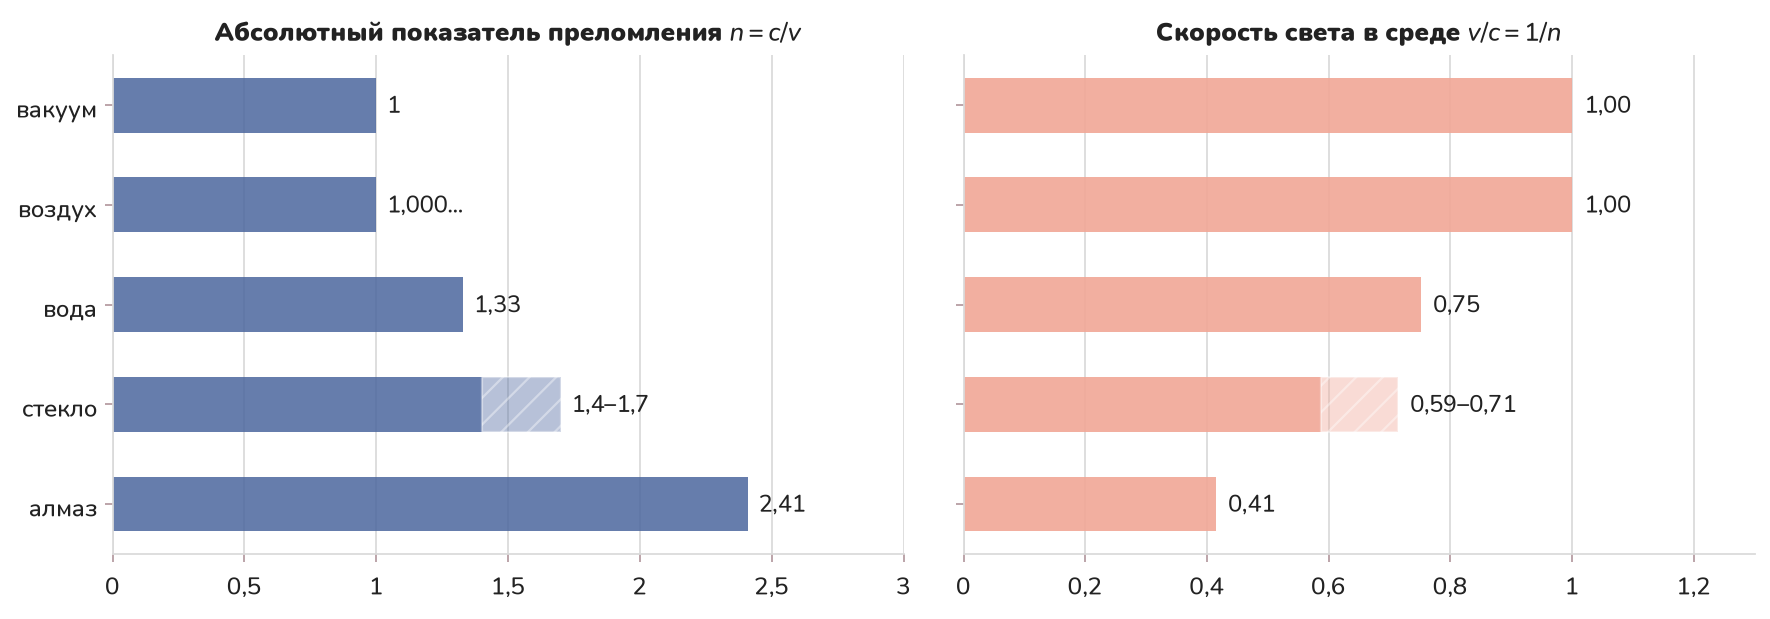 Абсолютный показатель преломления n = c/v
вакуум
1
воздух
1,000...
вода
1,33
стекло
1,4–1,7
алмаз
2,41
0 0,5 1 1,5 2 2,5 3
Скорость света в среде v/c = 1/n
1,00
1,00
0,75
0,59–0,71
0,41
0 0,2 0,4 0,6 0,8 1 1,2